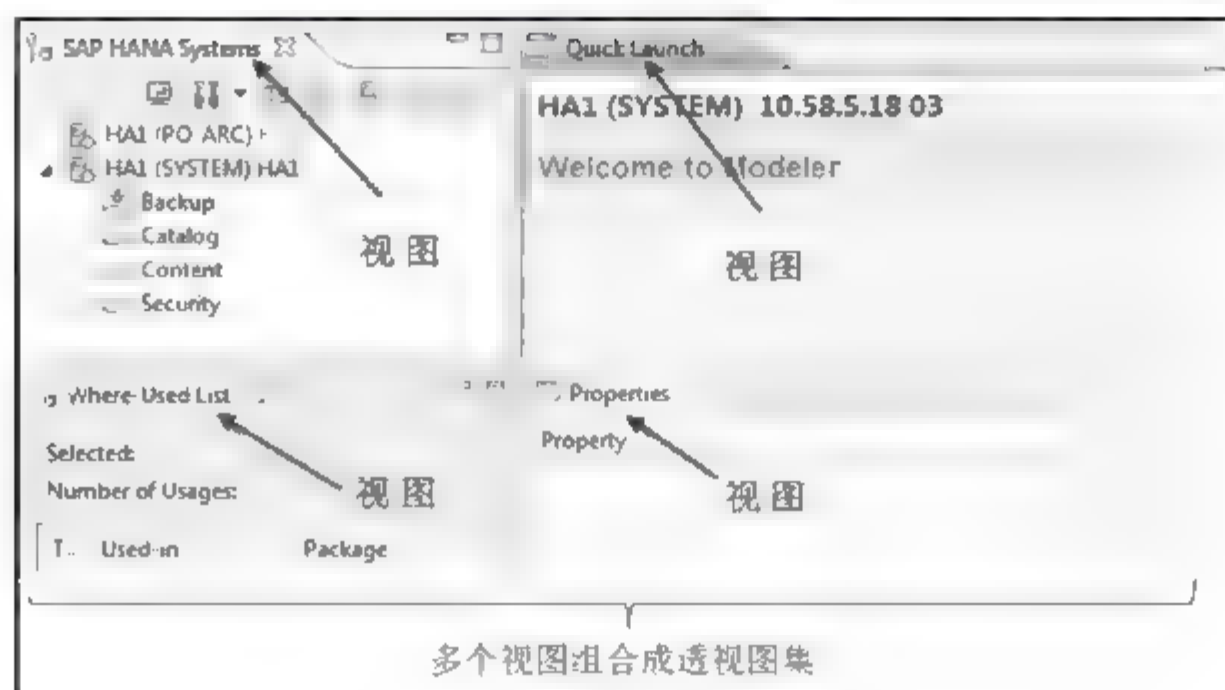 SAP HANA Systems
HA1 (PO ARC)
HA1 (SYSTEM) HA1
Backup
Catalog
Content
Security
视图
Quick Launch
HA1 (SYSTEM) 10.58.5.18 03
Welcome to Modeler
视图
Where-Used List
Selected:
Number of Usages:
视图
T.. Used-in Package
Properties
Property
视图
多个视图组合成透视图集